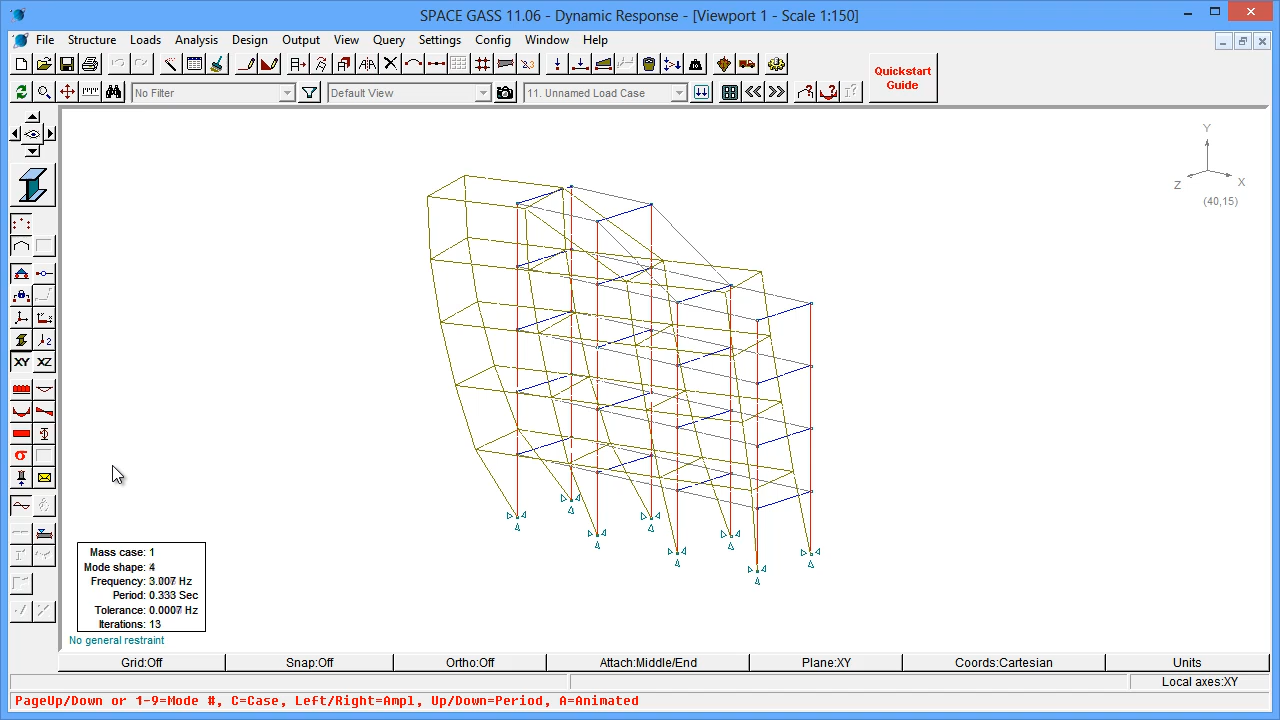 SPACE GASS 11.06 - Dynamic Response - [Viewport 1 - Scale 1:150]
File Structure Loads Analysis Design Output View Query Settings Config Window Help
Quickstart
Guide
No Filter Default View 11. Unnamed Load Case
Y
Z X
(40,15)
XY XZ
Mass case: 1
Mode shape: 4
Frequency: 3.007 Hz
Period: 0.333 Sec
Tolerance: 0.0007 Hz
Iterations: 13
No general restraint
Grid:Off Snap:Off Ortho:Off Attach:Middle/End Plane:XY Coords:Cartesian Units
Local axes:XY
PageUp/Down or 1-9=Mode #, C=Case, Left/Right=Ampl, Up/Down=Period, A=Animated